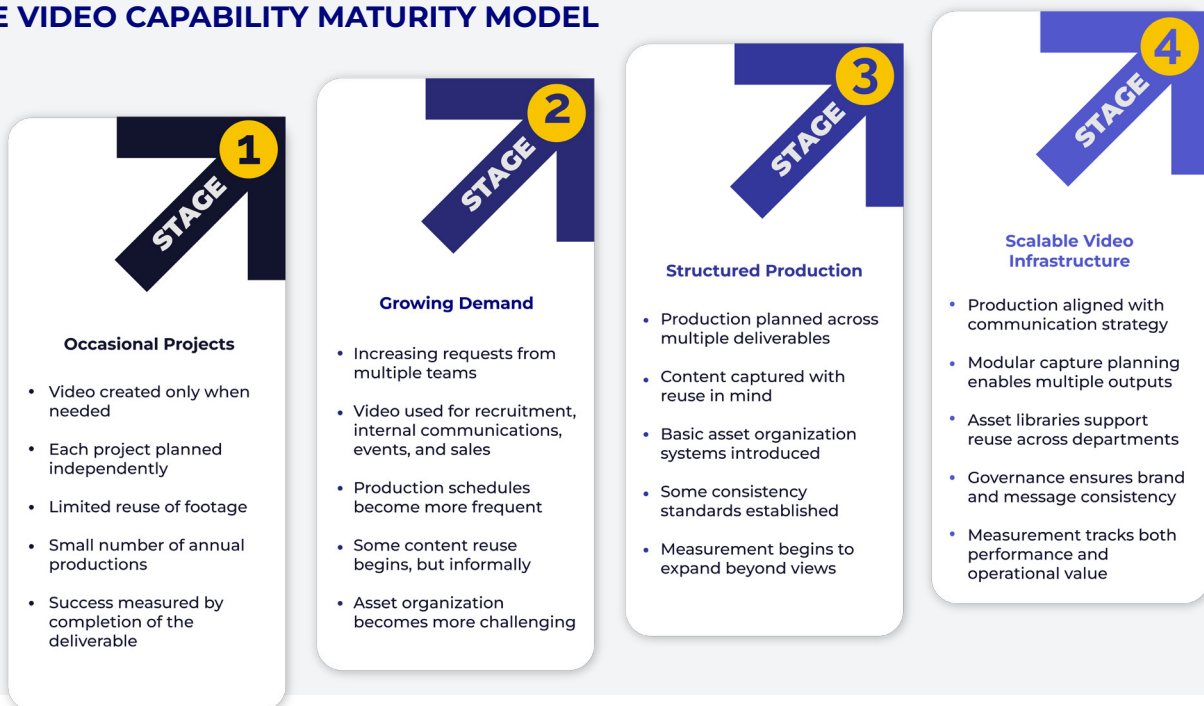 E VIDEO CAPABILITY MATURITY MODEL
1
STAGE
Occasional Projects
• Video created only when
needed
• Each project planned
independently
• Limited reuse of footage
• Small number of annual
productions
• Success measured by
completion of the
deliverable
2
STAGE
Growing Demand
• Increasing requests from
multiple teams
• Video used for recruitment,
internal communications,
events, and sales
• Production schedules
become more frequent
• Some content reuse
begins, but informally
• Asset organization
becomes more challenging
3
STAGE
Structured Production
• Production planned across
multiple deliverables
• Content captured with
reuse in mind
• Basic asset organization
systems introduced
• Some consistency
standards established
• Measurement begins to
expand beyond views
4
STAGE
Scalable Video
Infrastructure
• Production aligned with
communication strategy
• Modular capture planning
enables multiple outputs
• Asset libraries support
reuse across departments
• Governance ensures brand
and message consistency
• Measurement tracks both
performance and
operational value